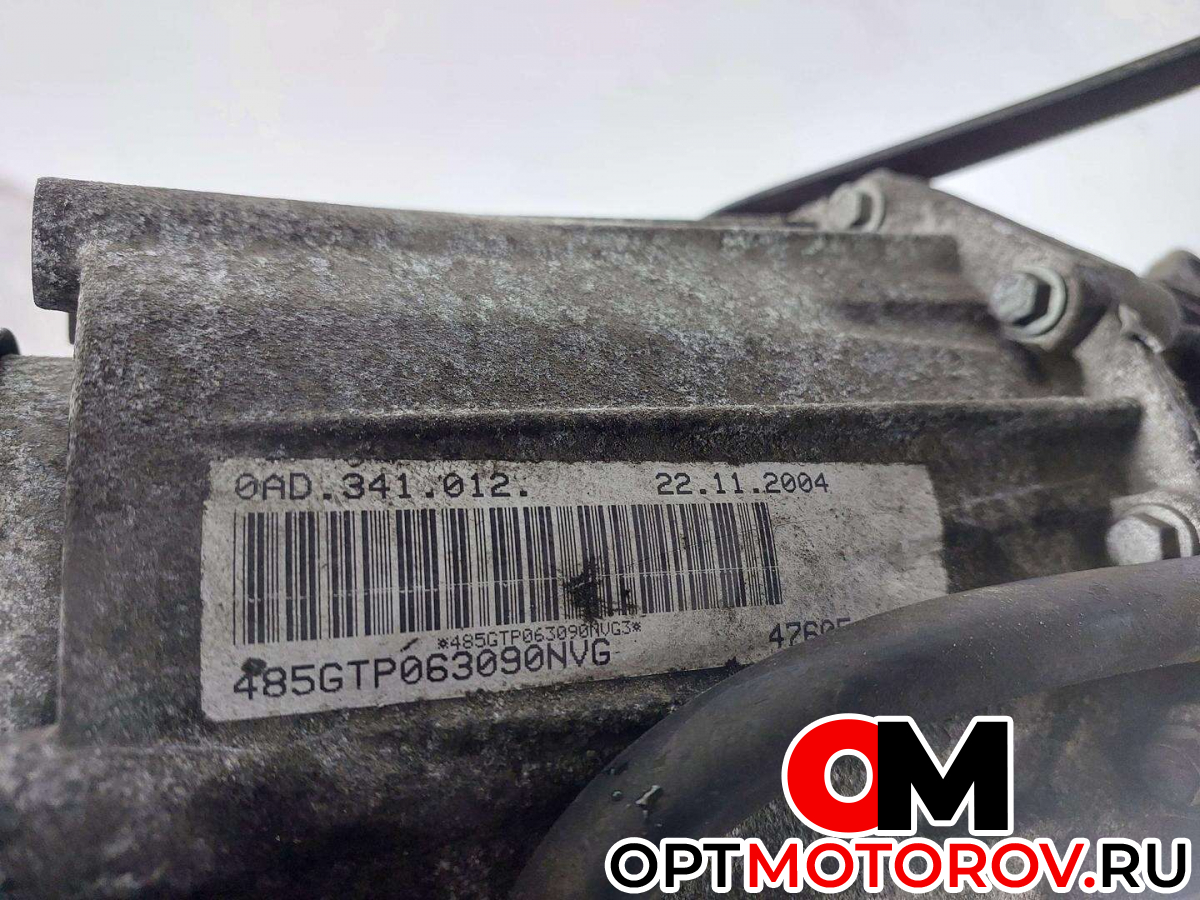 0AD.341.012. 22.11.2004
*485GTP063090NVG3*
485GTP063090NVG
OM
OPTMOTOROV.RU